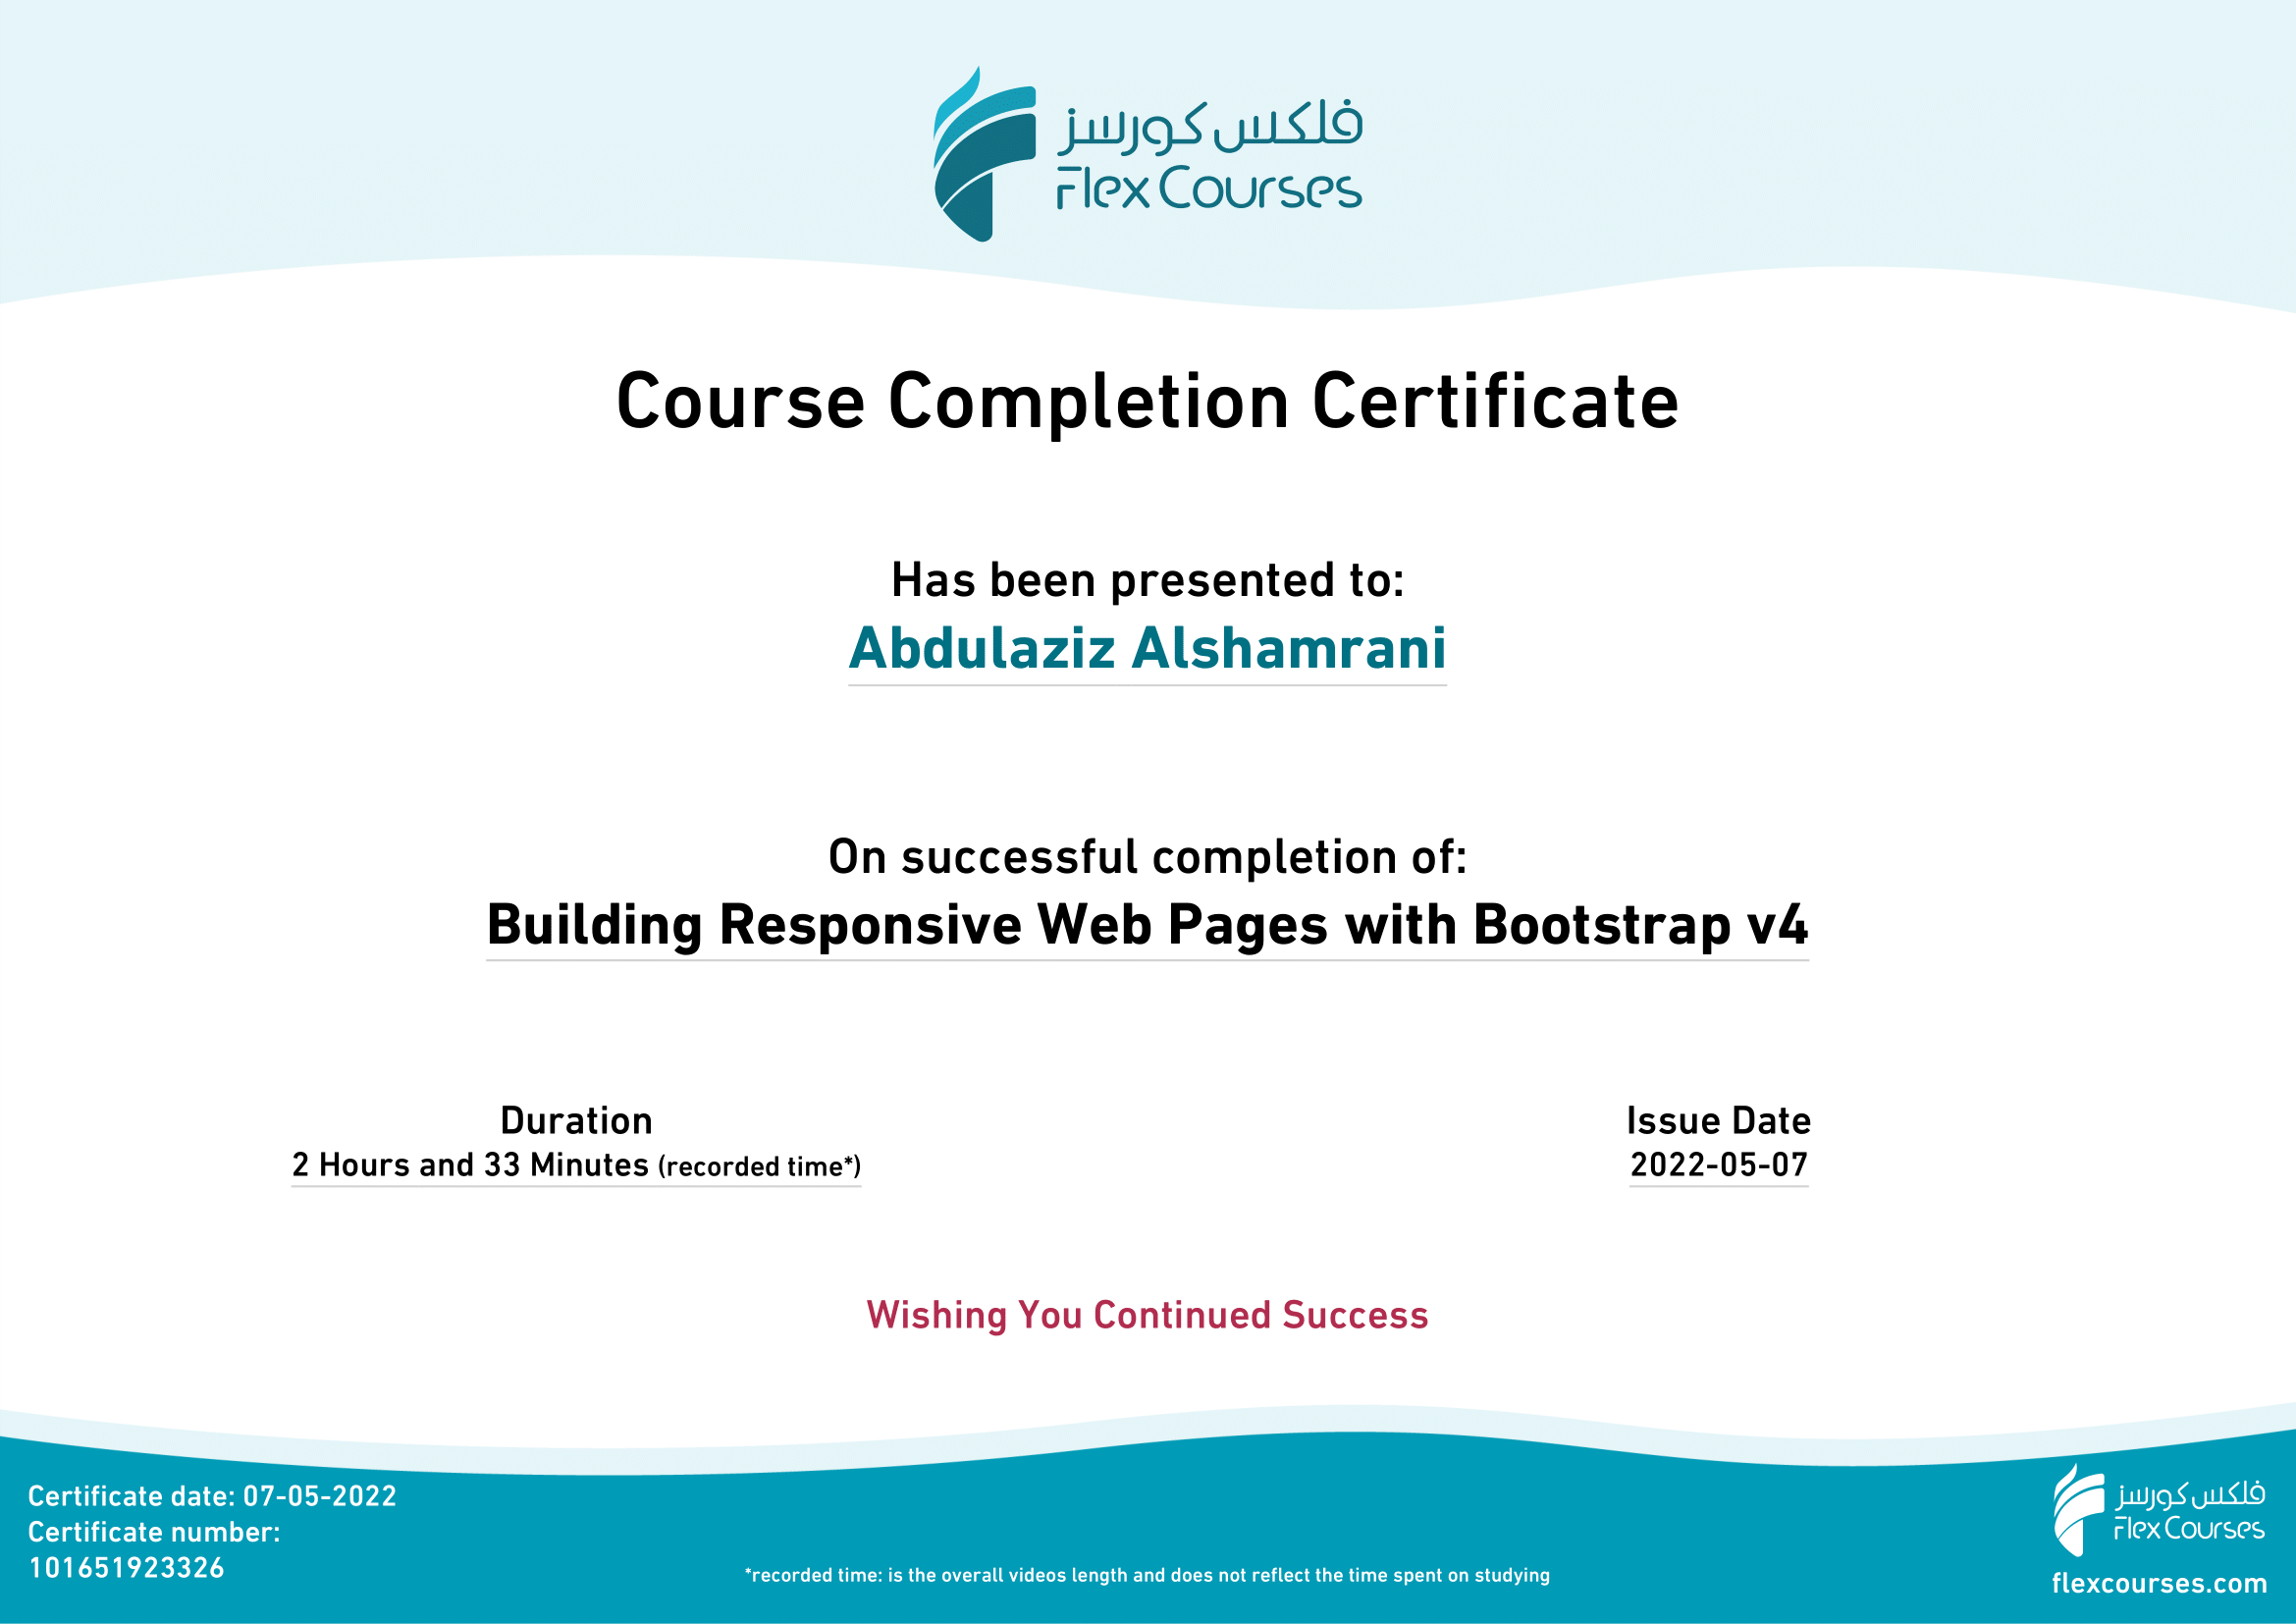 فلكس كورسز
Flex Courses
Course Completion Certificate
Has been presented to:
Abdulaziz Alshamrani
On successful completion of:
Building Responsive Web Pages with Bootstrap v4
Duration
2 Hours and 33 Minutes (recorded time*)
Issue Date
2022-05-07
Wishing You Continued Success
Certificate date: 07-05-2022
Certificate number:
101651923326
*recorded time: is the overall videos length and does not reflect the time spent on studying
فلكس كورسز
Flex Courses
flexcourses.com